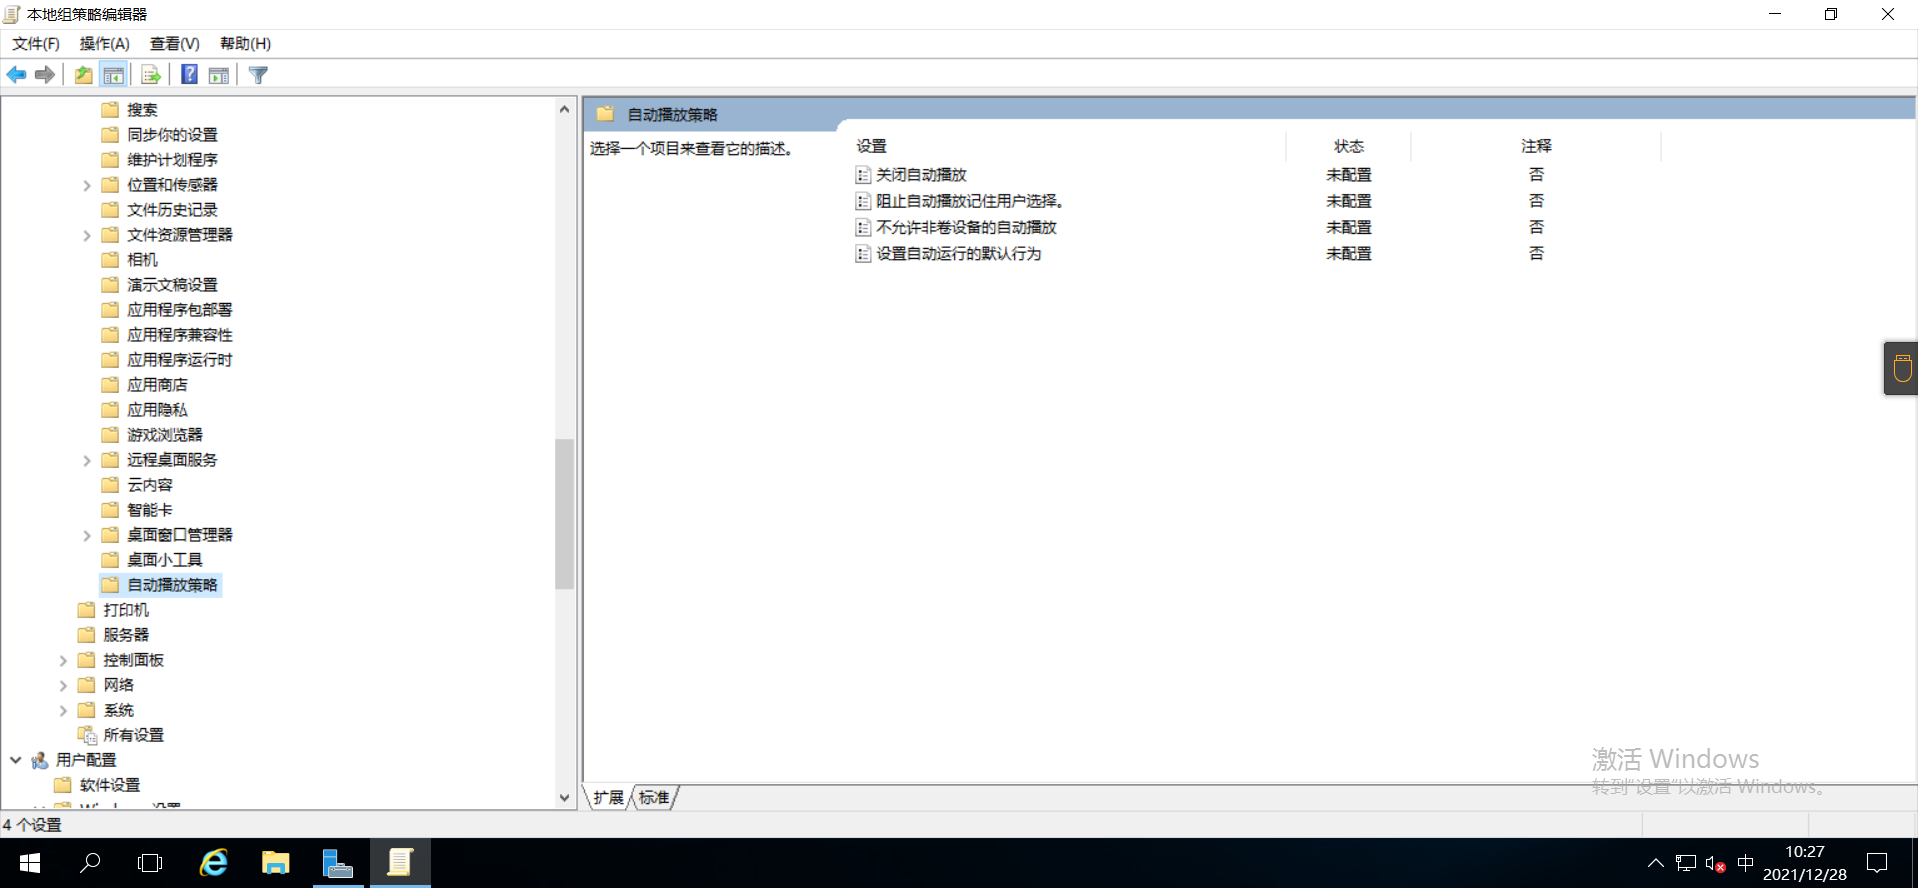 本地组策略编辑器
文件(F) 操作(A) 查看(V) 帮助(H)
搜索
同步你的设置
维护计划程序
位置和传感器
文件历史记录
文件资源管理器
相机
演示文稿设置
应用程序包部署
应用程序兼容性
应用程序运行时
应用商店
应用隐私
游戏浏览器
远程桌面服务
云内容
智能卡
桌面窗口管理器
桌面小工具
自动播放策略
打印机
服务器
控制面板
网络
系统
所有设置
用户配置
软件设置
Windows 设置
自动播放策略
选择一个项目来查看它的描述。
设置 状态 注释
关闭自动播放 未配置 否
阻止自动播放记住用户选择。 未配置 否
不允许非卷设备的自动播放 未配置 否
设置自动运行的默认行为 未配置 否
激活 Windows
转到“设置”以激活 Windows。
扩展 标准
4 个设置
中
10:27
2021/12/28